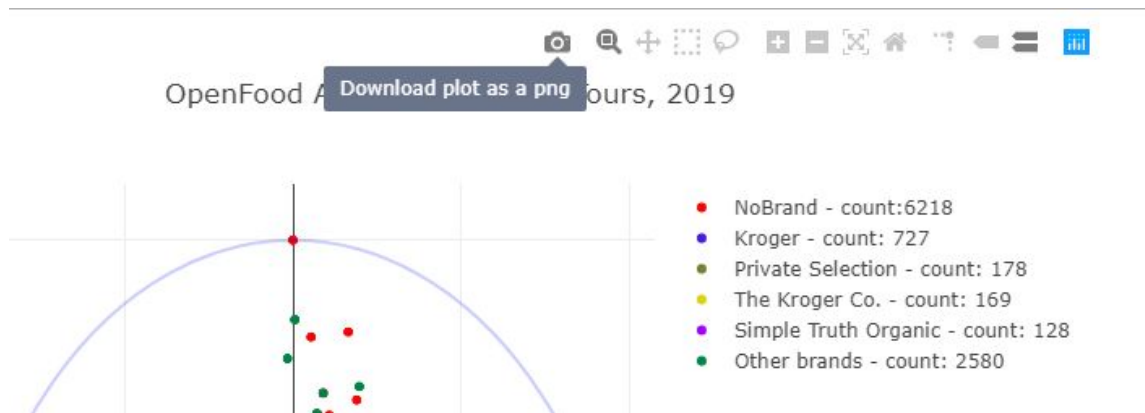 Download plot as a png
OpenFood A ours, 2019
NoBrand - count:6218
Kroger - count: 727
Private Selection - count: 178
The Kroger Co. - count: 169
Simple Truth Organic - count: 128
Other brands - count: 2580